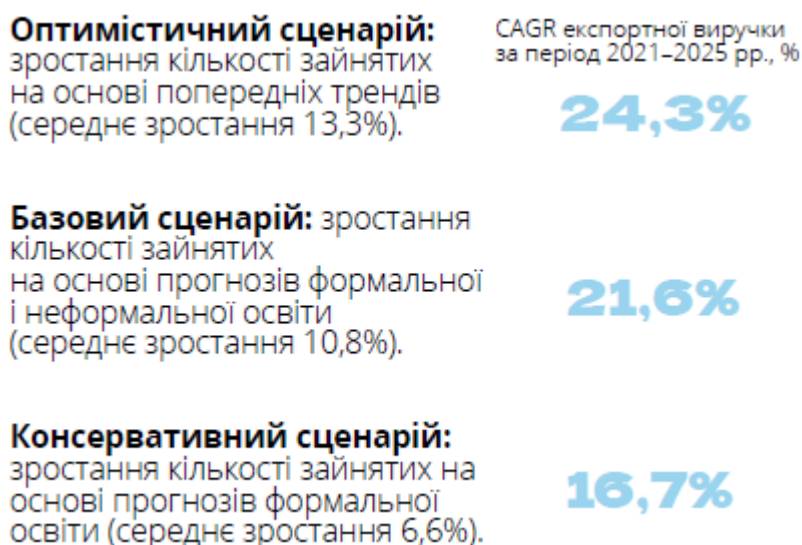 Оптимістичний сценарій:
зростання кількості зайнятих
на основі попередніх трендів
(середнє зростання 13,3%).
CAGR експортної виручки
за період 2021–2025 рр., %
24,3%
Базовий сценарій: зростання
кількості зайнятих
на основі прогнозів формальної
і неформальної освіти
(середнє зростання 10,8%).
21,6%
Консервативний сценарій:
зростання кількості зайнятих на
основі прогнозів формальної
освіти (середнє зростання 6,6%).
16,7%